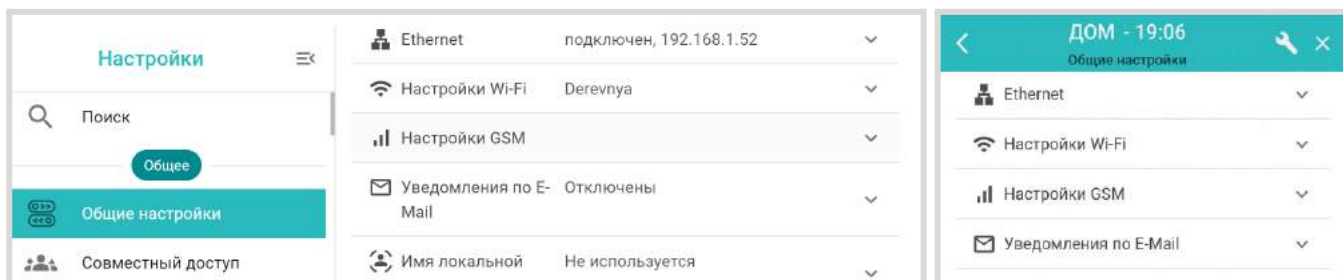 Настройки
Поиск
Общее
Общие настройки
Совместный доступ
Ethernet подключен, 192.168.1.52
Настройки Wi-Fi Derevnya
Настройки GSM
Уведомления по E- Отключены
Mail
Имя локальной Не используется
ДОМ - 19:06
Общие настройки
Ethernet
Настройки Wi-Fi
Настройки GSM
Уведомления по E-Mail